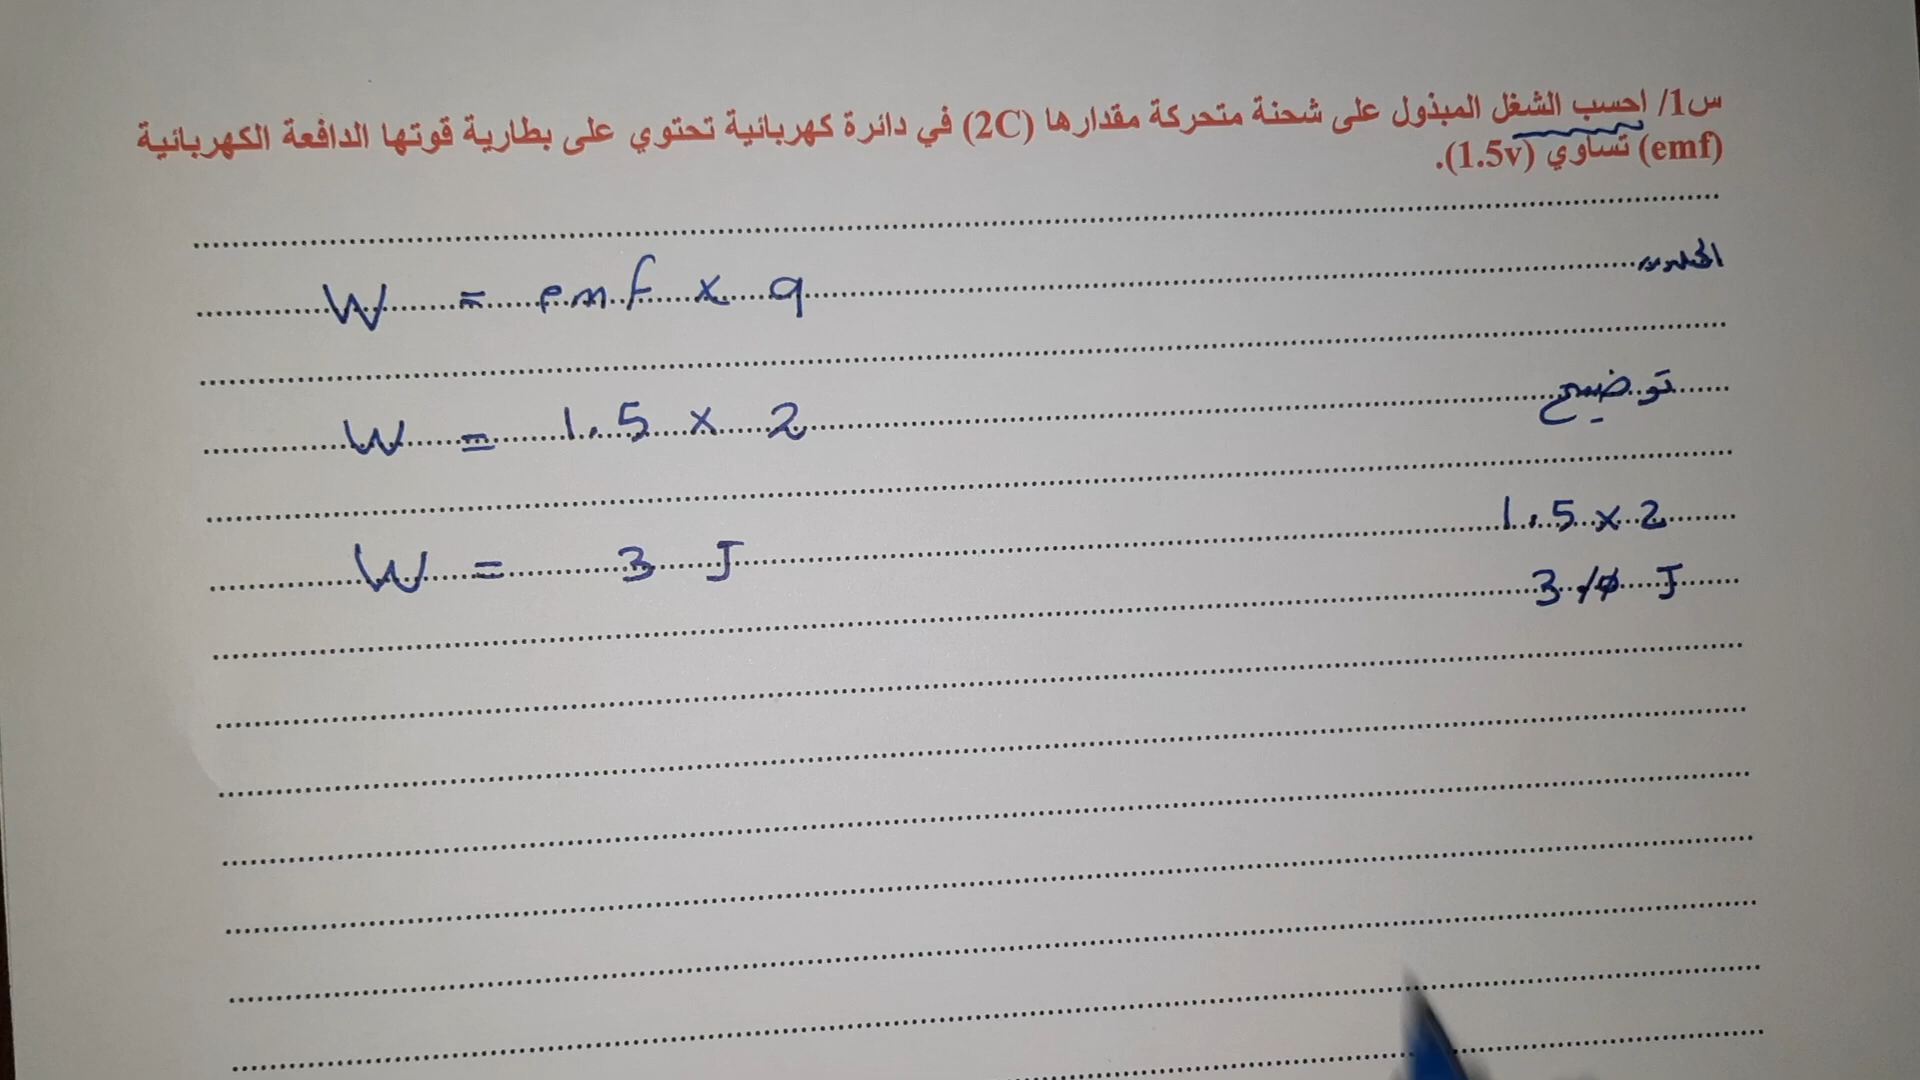 س1/ احسب الشغل المبذول على شحنة متحركة مقدارها (2C) في دائرة كهربائية تحتوي على بطارية قوتها الدافعة الكهربائية
(emf) تساوي (1.5v).
W = emf x q
توضيح
W = 1.5 x 2
1.5 x 2
W = 3 J
3.0 J